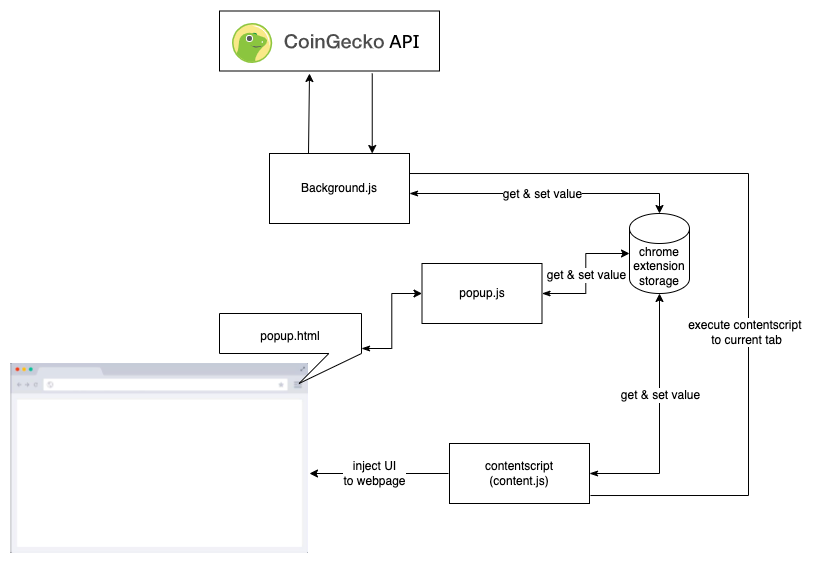 CoinGecko API
Background.js
get & set value
chrome
extension
storage
get & set value
popup.js
execute contentscript
to current tab
popup.html
get & set value
inject UI
to webpage
contentscript
(content.js)